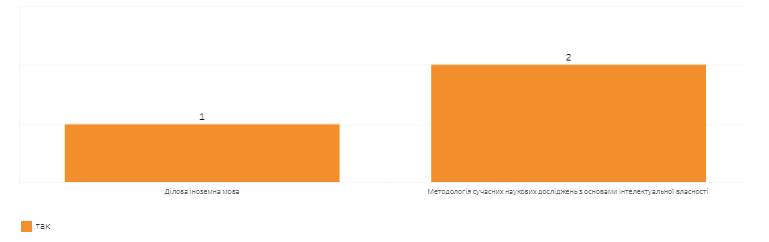 1
2
Ділова іноземна мова
Методологія сучасних наукових досліджень з основами інтелектуальної власності
так